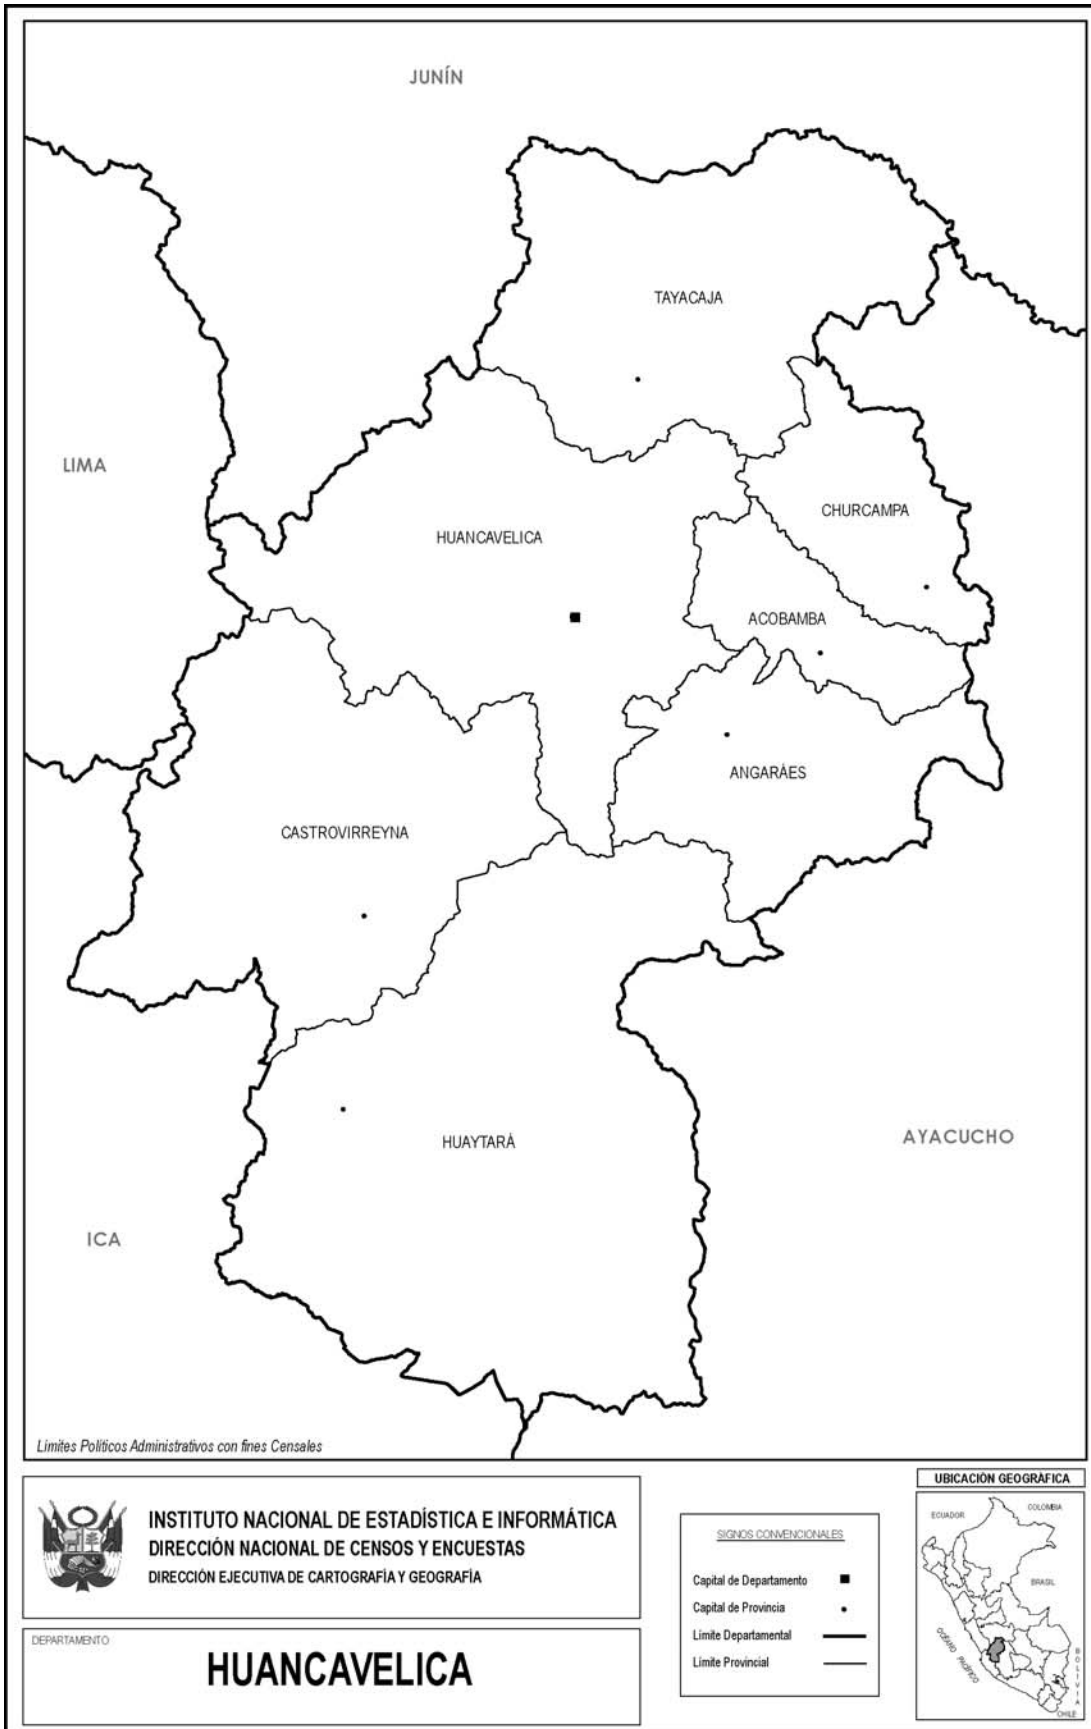 JUNÍN
TAYACAJA
LIMA
CHURCAMPA
HUANCAVELICA
ACOBAMBA
ANGARÁES
CASTROVIRREYNA
AYACUCHO
HUAYTARÁ
ICA
Límites Políticos Administrativos con fines Censales
INSTITUTO NACIONAL DE ESTADÍSTICA E INFORMÁTICA
DIRECCIÓN NACIONAL DE CENSOS Y ENCUESTAS
DIRECCIÓN EJECUTIVA DE CARTOGRAFÍA Y GEOGRAFÍA
DEPARTAMENTO
HUANCAVELICA
SIGNOS CONVENCIONALES
Capital de Departamento
Capital de Provincia
Límite Departamental
Límite Provincial
UBICACIÓN GEOGRÁFICA
ECUADOR
COLOMBIA
BRASIL
OCÉANO PACÍFICO
BOLIVIA
CHILE